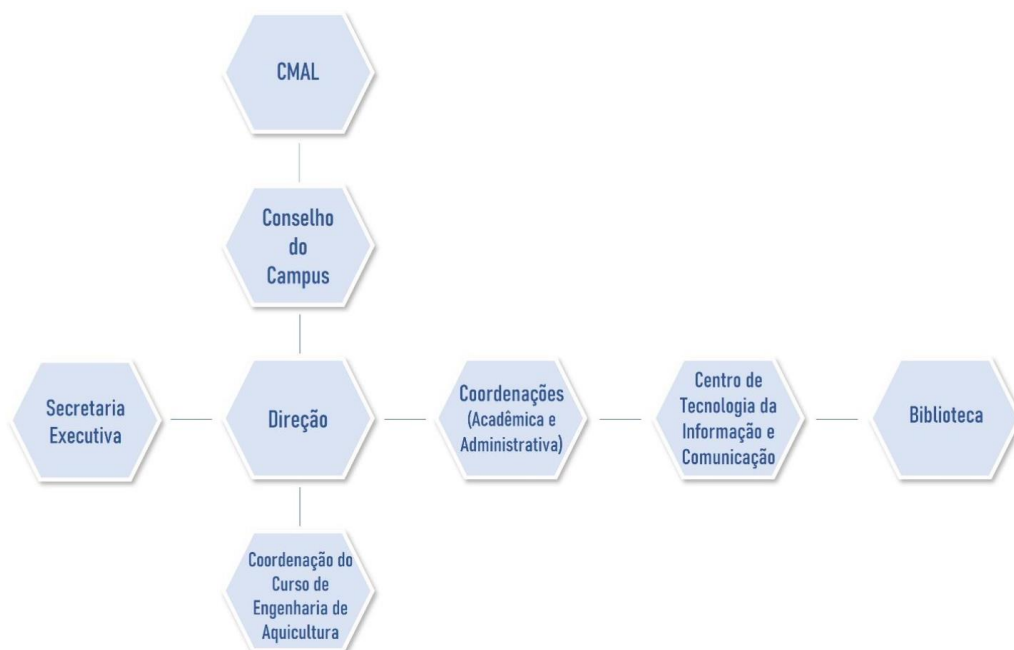 CMAL
Conselho
do
Campus
Secretaria
Executiva
Direção
Coordenações
(Acadêmica e
Administrativa)
Centro de
Tecnologia da
Informação e
Comunicação
Biblioteca
Coordenação do
Curso de
Engenharia de
Aquicultura